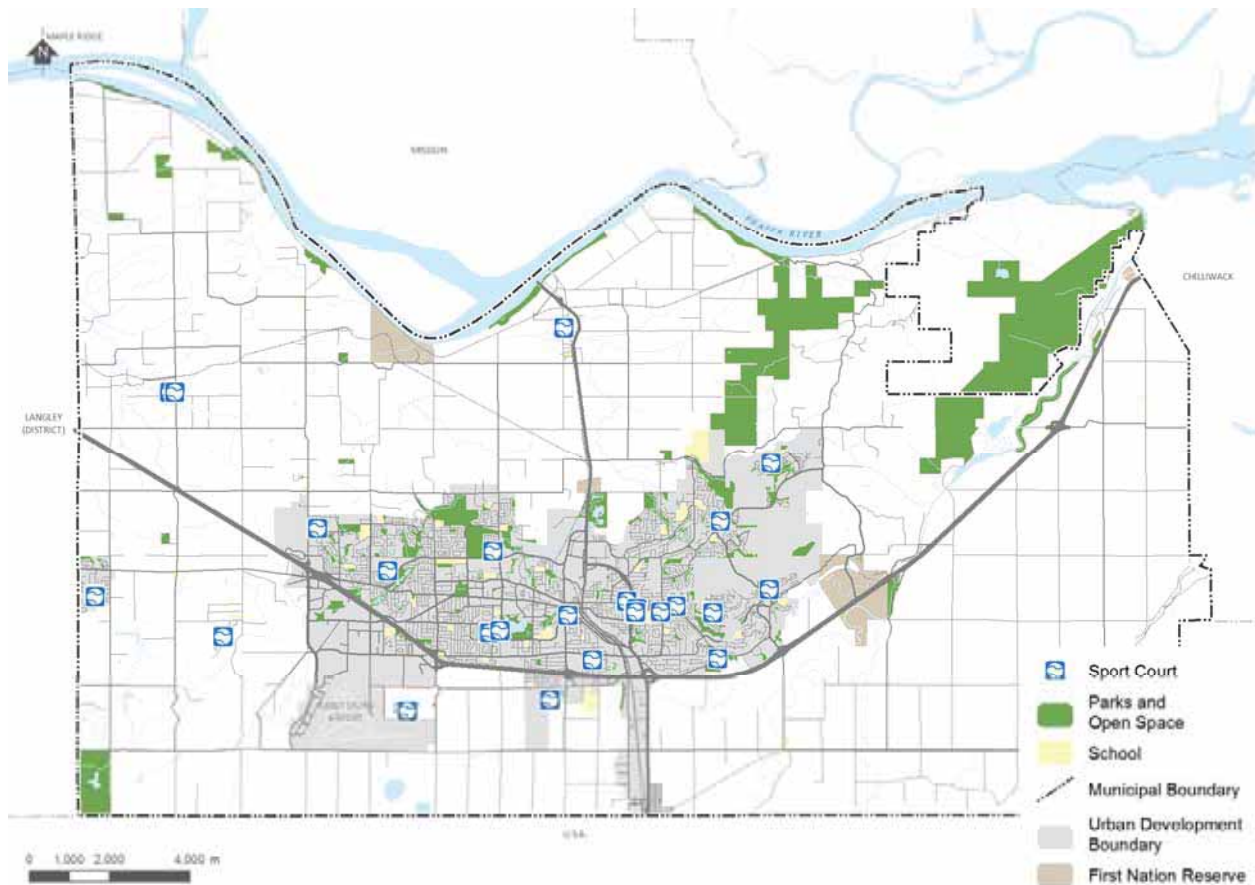 MAPLE RIDGE
N
MISSION
FRASER RIVER
CHILLIWACK
LANGLEY
(DISTRICT)
Sport Court
Parks and
Open Space
School
Municipal Boundary
Urban Development
Boundary
First Nation Reserve
U.S.A.
0 1,000 2,000 4,000 m